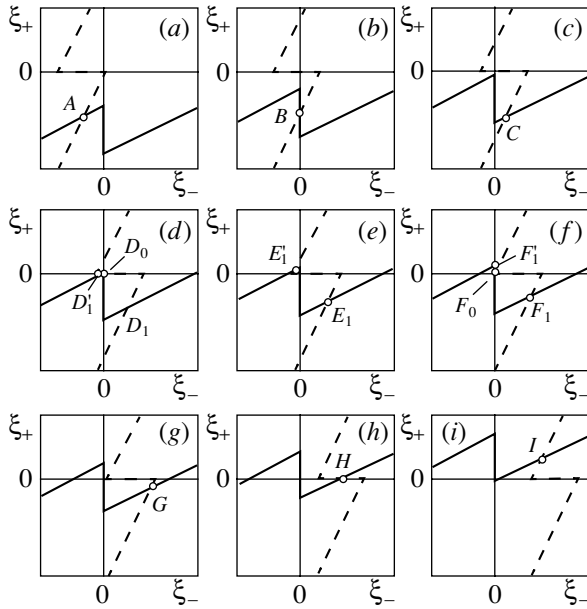 ξ+ (a) (b) ξ+ (c)
0 A 0 B 0 C
0 ξ− 0 ξ− 0 ξ−
ξ+ (d) ξ+ (e) ξ+ (f)
0 D0 D′1 D1 0 E′1 E1 0 F′1 F0 F1
0 ξ− 0 ξ− 0 ξ−
ξ+ (g) ξ+ (h) ξ+ (i)
0 G 0 H 0 I
0 ξ− 0 ξ− 0 ξ−